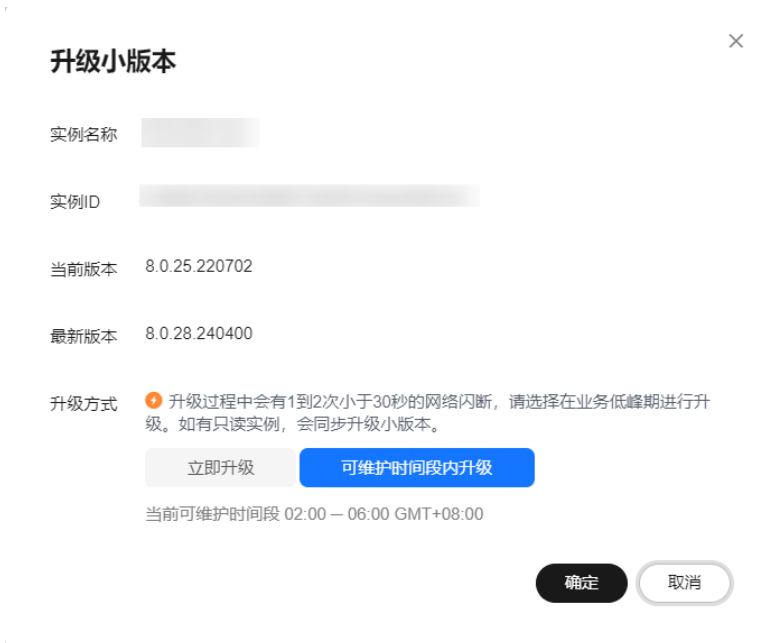 升级小版本
实例名称
实例ID
当前版本 8.0.25.220702
最新版本 8.0.28.240400
升级方式 升级过程中会有1到2次小于30秒的网络闪断，请选择在业务低峰期进行升
级。如有只读实例，会同步升级小版本。
立即升级 可维护时间段内升级
当前可维护时间段 02:00 — 06:00 GMT+08:00
确定 取消